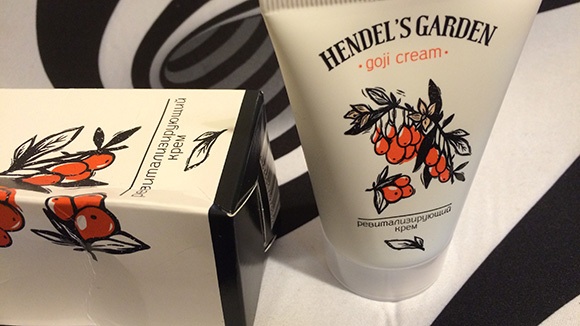 HENDEL'S GARDEN
goji cream
ревитализирующий
крем
ревитализирующий
крем